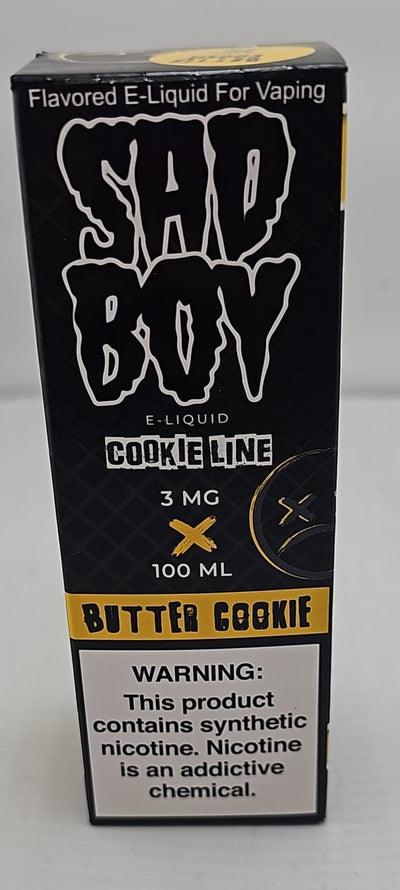 Flavored E-Liquid For Vaping
SAD
BOY
E-LIQUID
COOKIE LINE
3 MG
X
100 ML
BUTTER COOKIE
WARNING:
This product
contains synthetic
nicotine. Nicotine
is an addictive
chemical.